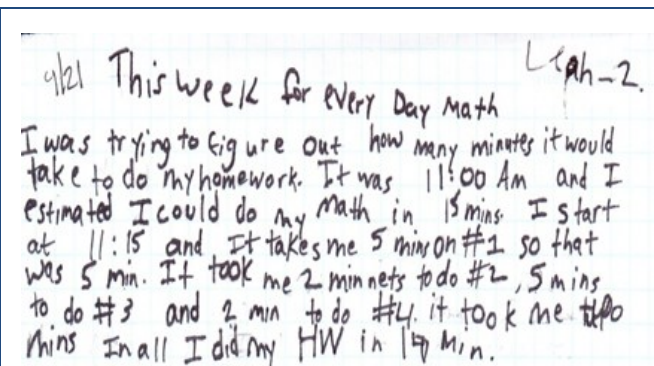 9/21 This week for every Day Math Leah-2.
I was trying to figure out how many minutes it would
take to do my homework. It was 11:00 Am and I
estimated I could do my Math in 15 mins. I start
at 11:15 and It takes me 5 mins on #1 so that
was 5 min. It took me 2 minnets to do #2, 5 mins
to do #3 and 2 min to do #4. it took me
mins In all I did my HW in 14 Min.